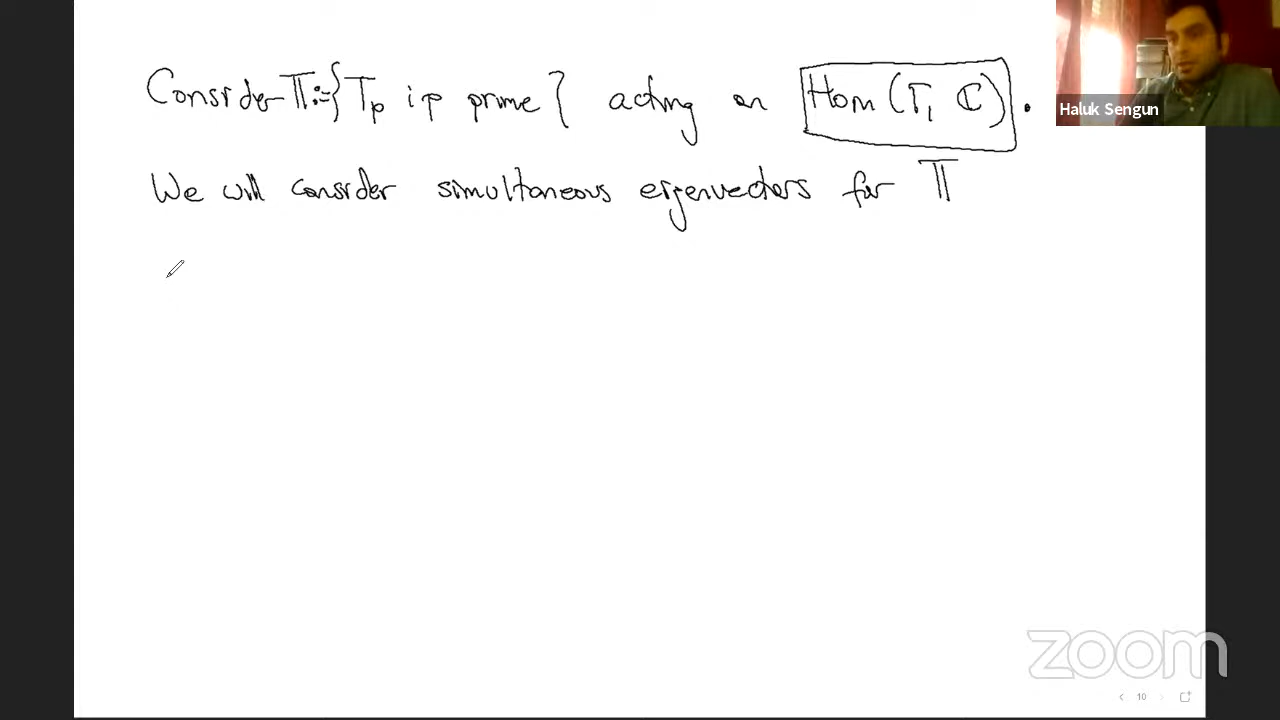 Consider 𝕋:={T_p : p prime} acting on Hom(Γ, ℂ).
Haluk Sengun
We will consider simultaneous eigenvectors for 𝕋
zoom
10